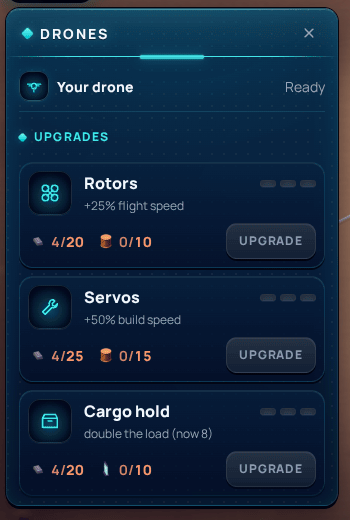 DRONES
Your drone Ready
UPGRADES
Rotors
+25% flight speed
4/20 0/10 UPGRADE
Servos
+50% build speed
4/25 0/15 UPGRADE
Cargo hold
double the load (now 8)
4/20 0/10 UPGRADE